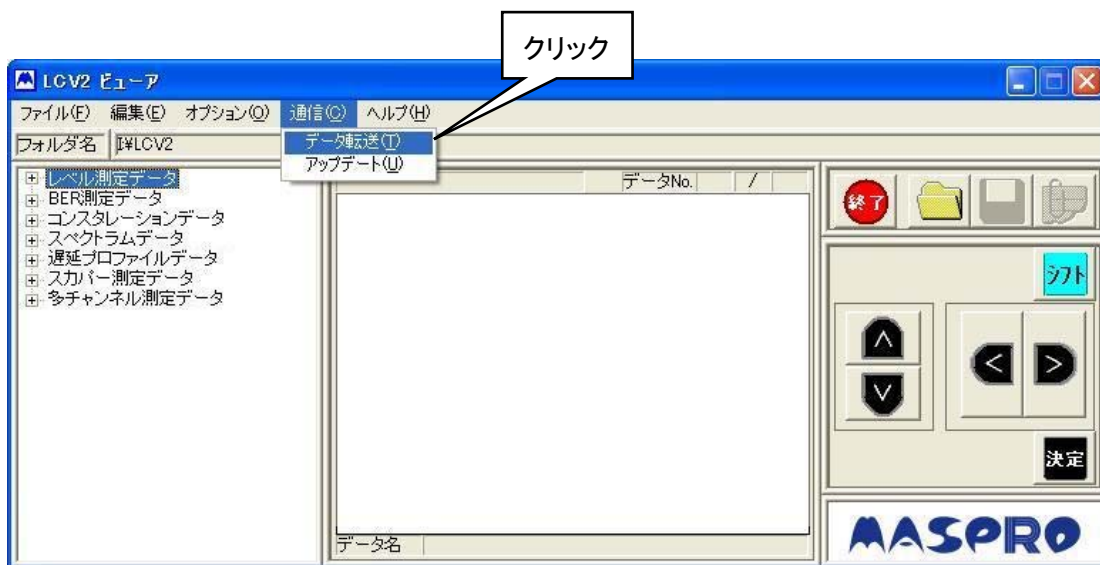 クリック
LCV2 ビューア
ファイル(F) 編集(E) オプション(O) 通信(C) ヘルプ(H)
フォルダ名 I:¥LCV2
データ転送(T)
アップデート(U)
レベル測定データ
BER測定データ
コンスタレーションデータ
スペクトラムデータ
遅延プロファイルデータ
スカパー測定データ
多チャンネル測定データ
データNo. /
データ名
終了
シフト
決定
MASPRO